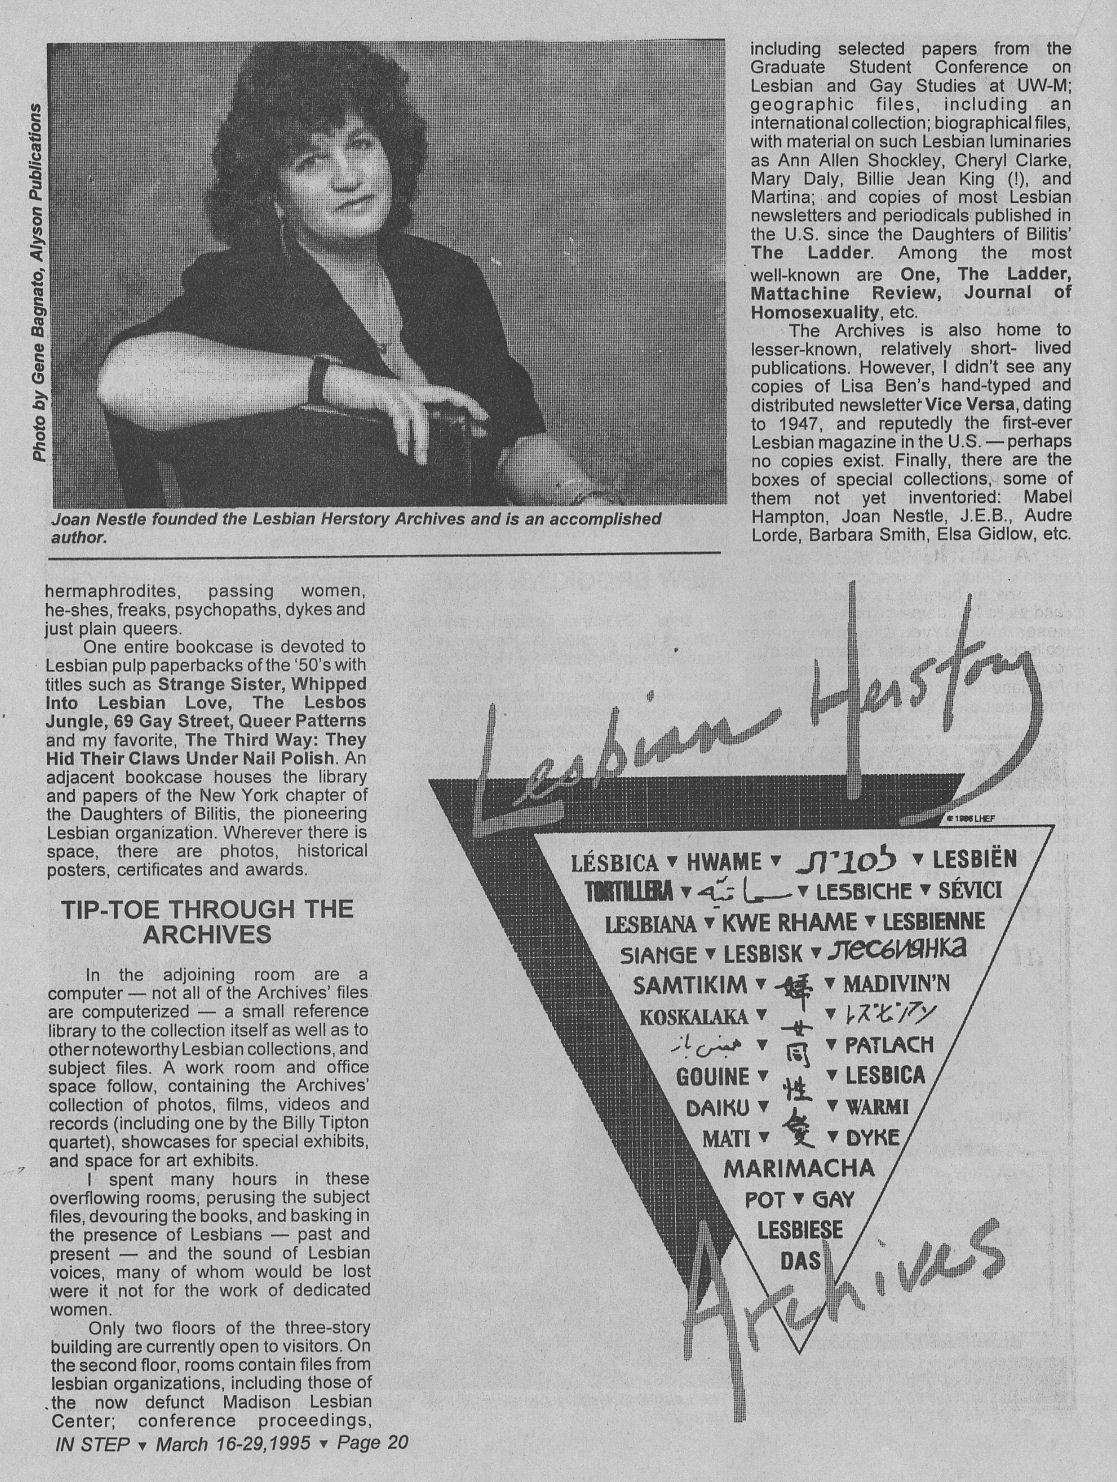 Photo by Gene Bagnato, Alyson Publications
Joan Nestle founded the Lesbian Herstory Archives and is an accomplished
author.
hermaphrodites, passing women,
he-shes, freaks, psychopaths, dykes and
just plain queers.
One entire bookcase is devoted to
Lesbian pulp paperbacks of the '50's with
titles such as Strange Sister, Whipped
Into Lesbian Love, The Lesbos
Jungle, 69 Gay Street, Queer Patterns
and my favorite, The Third Way: They
Hid Their Claws Under Nail Polish. An
adjacent bookcase houses the library
and papers of the New York chapter of
the Daughters of Bilitis, the pioneering
Lesbian organization. Wherever there is
space, there are photos, historical
posters, certificates and awards.
TIP-TOE THROUGH THE
ARCHIVES
In the adjoining room are a
computer — not all of the Archives' files
are computerized — a small reference
library to the collection itself as well as to
other noteworthy Lesbian collections, and
subject files. A work room and office
space follow, containing the Archives'
collection of photos, films, videos and
records (including one by the Billy Tipton
quartet), showcases for special exhibits,
and space for art exhibits.
I spent many hours in these
overflowing rooms, perusing the subject
files, devouring the books, and basking in
the presence of Lesbians — past and
present — and the sound of Lesbian
voices, many of whom would be lost
were it not for the work of dedicated
women.
Only two floors of the three-story
building are currently open to visitors. On
the second floor, rooms contain files from
lesbian organizations, including those of
the now defunct Madison Lesbian
Center; conference proceedings,
including selected papers from the
Graduate Student Conference on
Lesbian and Gay Studies at UW-M;
geographic files, including an
international collection; biographical files,
with material on such Lesbian luminaries
as Ann Allen Shockley, Cheryl Clarke,
Mary Daly, Billie Jean King (!), and
Martina; and copies of most Lesbian
newsletters and periodicals published in
the U.S. since the Daughters of Bilitis'
The Ladder. Among the most
well-known are One, The Ladder,
Mattachine Review, Journal of
Homosexuality, etc.
The Archives is also home to
lesser-known, relatively short- lived
publications. However, I didn't see any
copies of Lisa Ben's hand-typed and
distributed newsletter Vice Versa, dating
to 1947, and reputedly the first-ever
Lesbian magazine in the U.S. — perhaps
no copies exist. Finally, there are the
boxes of special collections, some of
them not yet inventoried: Mabel
Hampton, Joan Nestle, J.E.B., Audre
Lorde, Barbara Smith, Elsa Gidlow, etc.
Lesbian Herstory
© 1986 LHEF
LÉSBICA ▼ HWAME ▼ לסבית ▼ LESBIËN
TORTILLERA ▼ ▼ LESBICHE ▼ SÉVICI
LESBIANA ▼ KWE RHAME ▼ LESBIENNE
SIANGE ▼ LESBISK ▼ лесбиянка
SAMTIKIM ▼ ▼ MADIVIN'N
KOSKALAKA ▼ 女 ▼ レズビアン
همجنس باز ▼ 同 ▼ PATLACH
GOUINE ▼ 性 ▼ LESBICA
DAIKU ▼ ▼ WARMI
MATI ▼ 愛 ▼ DYKE
MARIMACHA
POT ▼ GAY
LESBIESE
DAS
Archives
IN STEP ▼ March 16-29,1995 ▼ Page 20